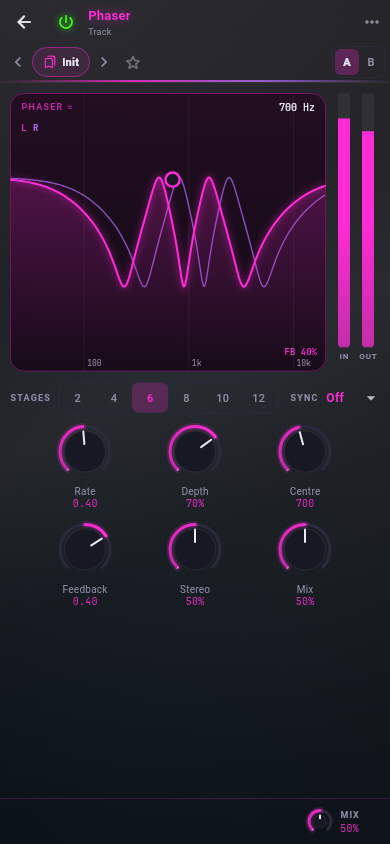 Phaser
Track
Init
A B
PHASER ≈ 700 Hz
L R
FB 40%
100 1k 10k
IN OUT
STAGES 2 4 6 8 10 12 SYNC Off
Rate Depth Centre
0.40 70% 700
Feedback Stereo Mix
0.40 50% 50%
MIX
50%